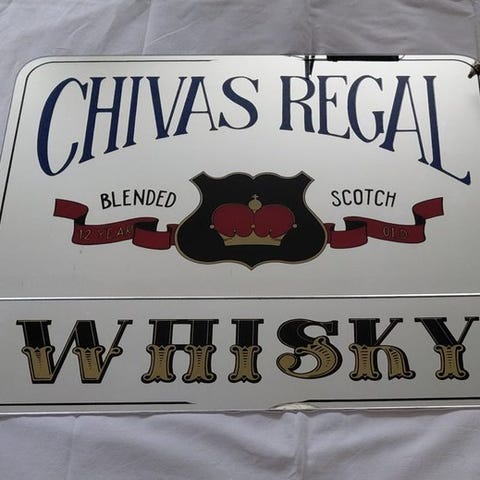 CHIVAS REGAL
BLENDED SCOTCH
12 YEAR OLD
WHISKY